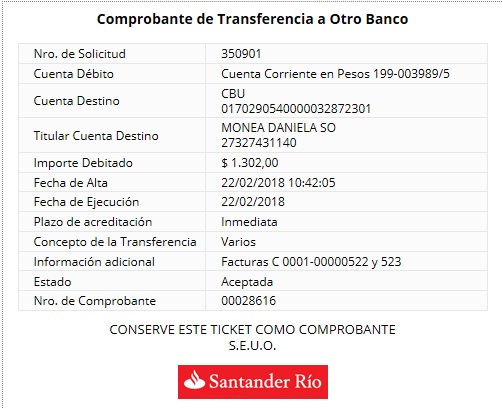 Comprobante de Transferencia a Otro Banco
Nro. de Solicitud 350901
Cuenta Débito Cuenta Corriente en Pesos 199-003989/5
Cuenta Destino CBU
0170290540000032872301
Titular Cuenta Destino MONEA DANIELA SO
27327431140
Importe Debitado $ 1.302,00
Fecha de Alta 22/02/2018 10:42:05
Fecha de Ejecución 22/02/2018
Plazo de acreditación Inmediata
Concepto de la Transferencia Varios
Información adicional Facturas C 0001-00000522 y 523
Estado Aceptada
Nro. de Comprobante 00028616
CONSERVE ESTE TICKET COMO COMPROBANTE
S.E.U.O.
Santander Río